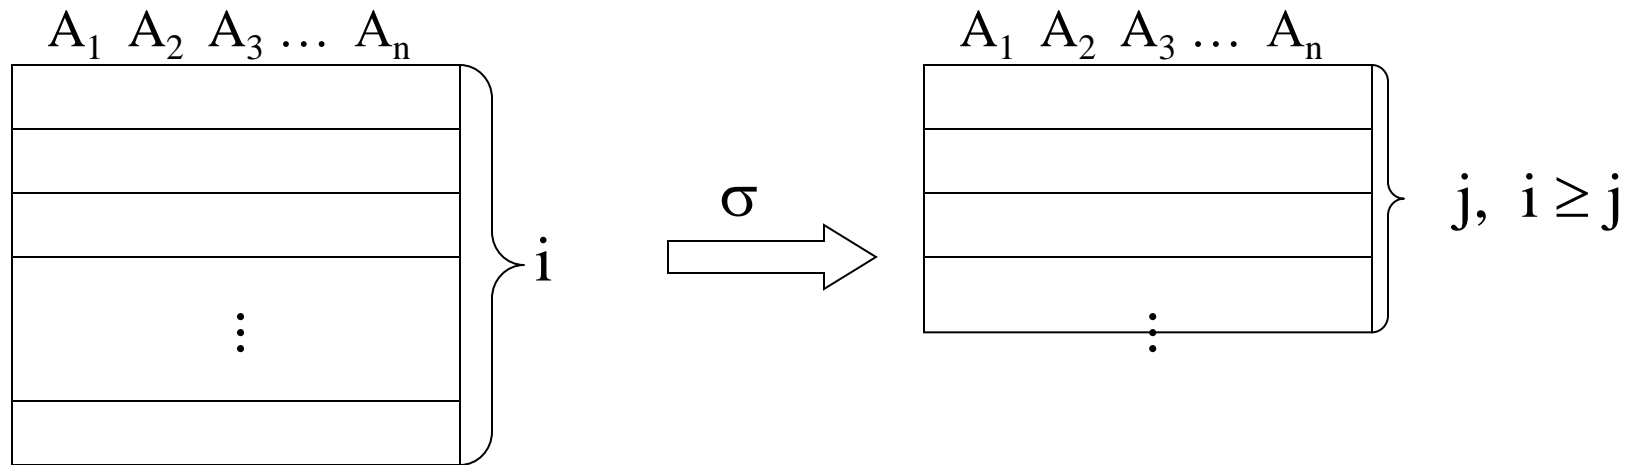 A₁ A₂ A₃ … Aₙ
A₁ A₂ A₃ … Aₙ
σ
j, i ≥ j
i
⋮
⋮